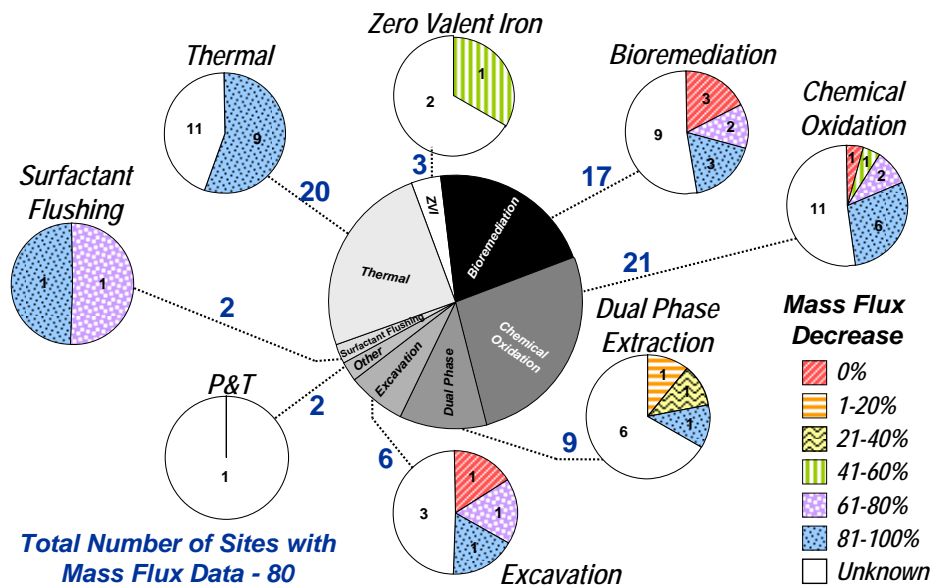 Zero Valent Iron
1
2
3
Thermal
11
9
20
Bioremediation
3
2
3
9
17
Chemical
Oxidation
1
1
2
6
11
21
Surfactant
Flushing
1
1
2
ZVI
Bioremediation
Chemical
Oxidation
Dual Phase
Excavation
Other
Surfactant Flushing
Thermal
P&T
1
2
Dual Phase
Extraction
1
1
1
6
9
6
1
1
1
3
Excavation
Mass Flux
Decrease
0%
1-20%
21-40%
41-60%
61-80%
81-100%
Unknown
Total Number of Sites with
Mass Flux Data - 80